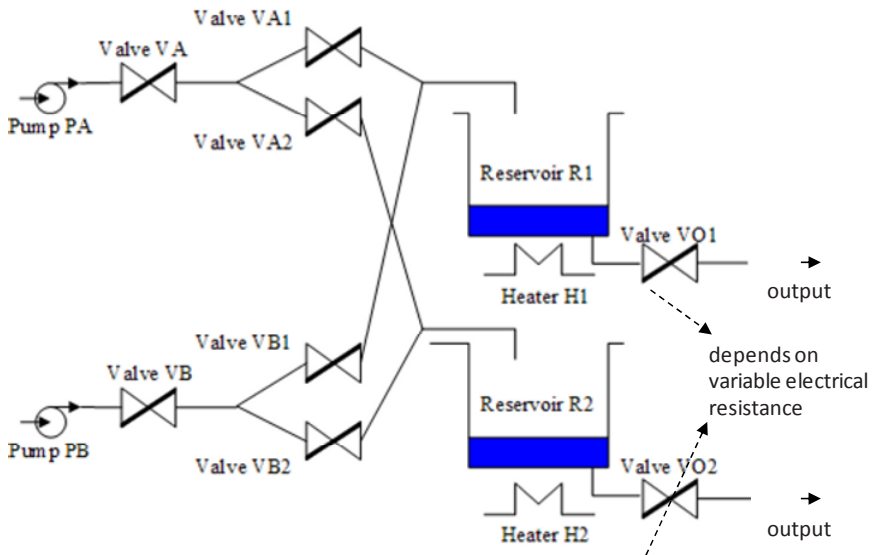 Valve VA1
Valve VA
Pump PA
Valve VA2
Reservoir R1
Valve VO1
Heater H1
output
depends on
variable electrical
resistance
Valve VB1
Valve VB
Reservoir R2
Pump PB
Valve VB2
Valve VO2
Heater H2
output